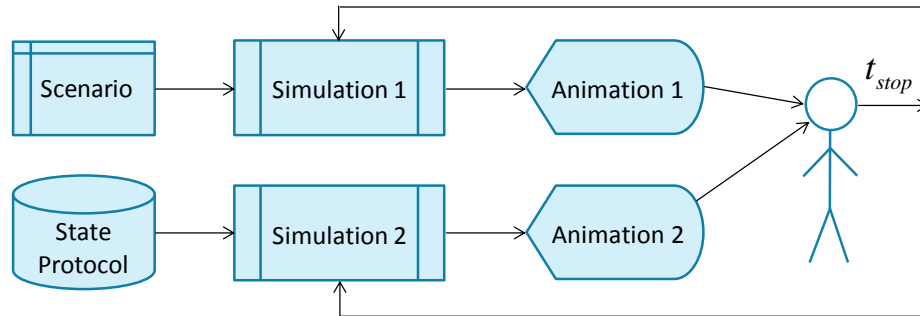 Scenario
Simulation 1
Animation 1
t_stop
State
Protocol
Simulation 2
Animation 2